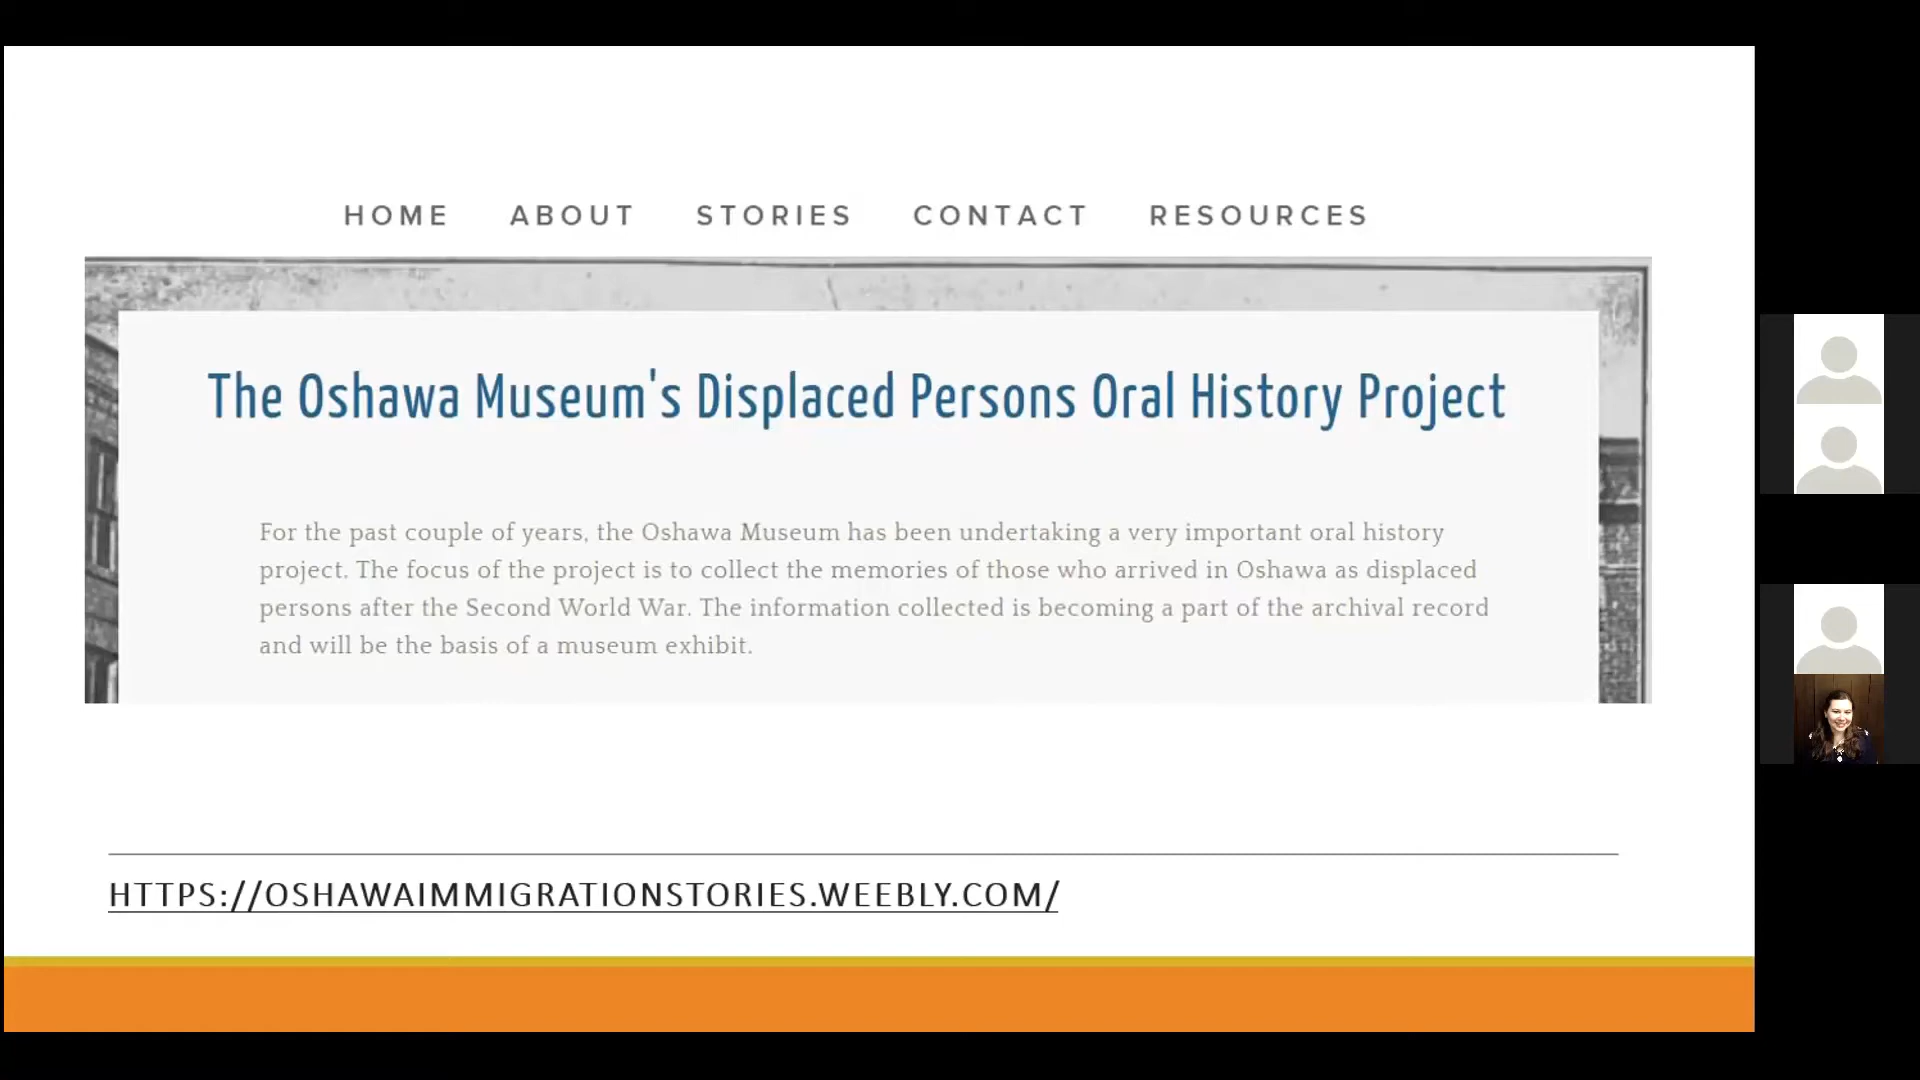 HOME ABOUT STORIES CONTACT RESOURCES
The Oshawa Museum's Displaced Persons Oral History Project
For the past couple of years, the Oshawa Museum has been undertaking a very important oral history
project. The focus of the project is to collect the memories of those who arrived in Oshawa as displaced
persons after the Second World War. The information collected is becoming a part of the archival record
and will be the basis of a museum exhibit.
HTTPS://OSHAWAIMMIGRATIONSTORIES.WEEBLY.COM/